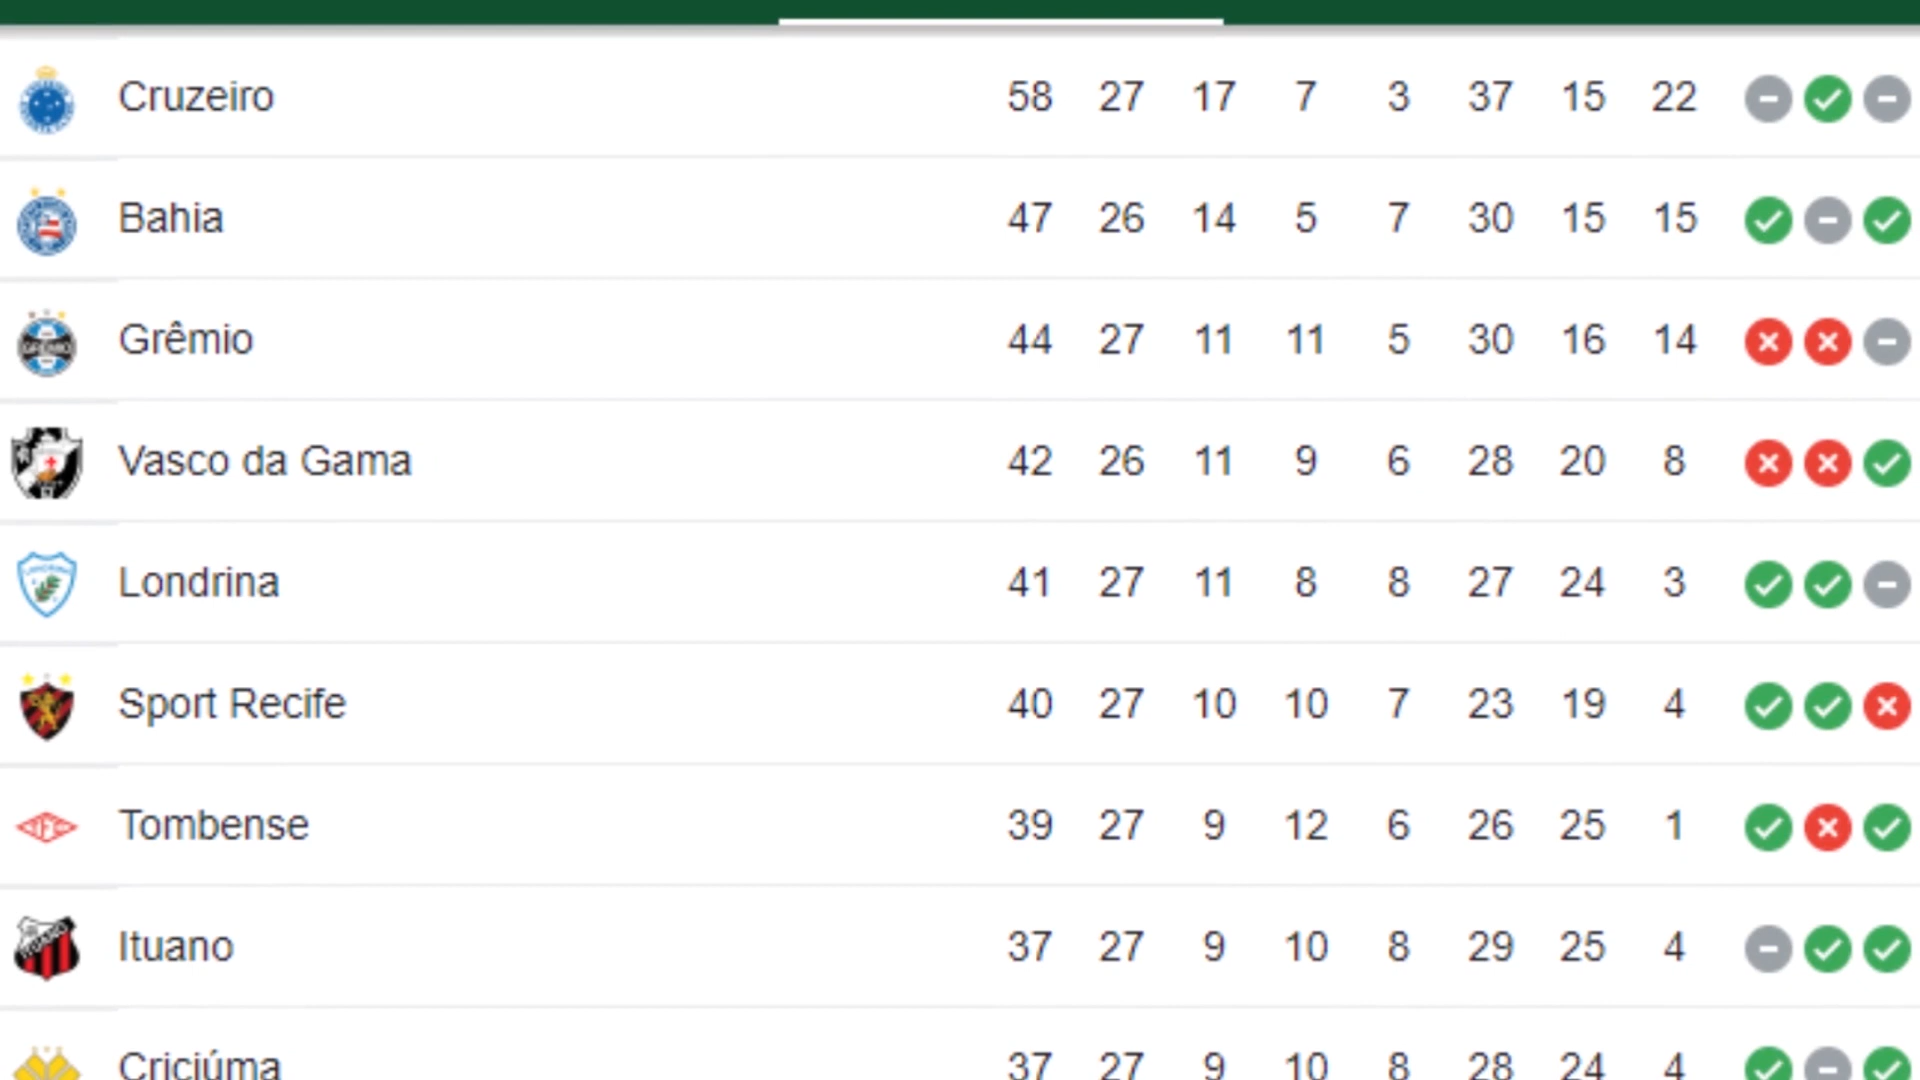 Cruzeiro 58 27 17 7 3 37 15 22
Bahia 47 26 14 5 7 30 15 15
Grêmio 44 27 11 11 5 30 16 14
Vasco da Gama 42 26 11 9 6 28 20 8
Londrina 41 27 11 8 8 27 24 3
Sport Recife 40 27 10 10 7 23 19 4
Tombense 39 27 9 12 6 26 25 1
Ituano 37 27 9 10 8 29 25 4
Criciúma 37 27 9 10 8 28 24 4